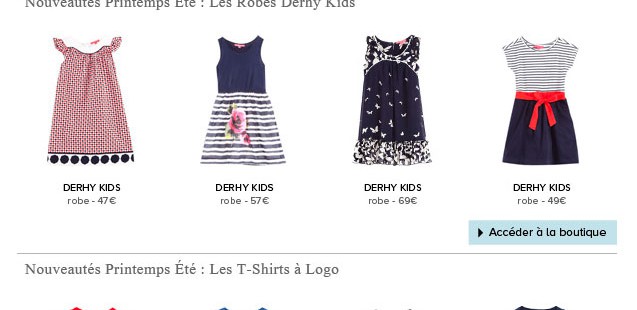 Nouveautés Printemps Été : Les Robes Derhy Kids
DERHY KIDS DERHY KIDS DERHY KIDS DERHY KIDS
robe - 47€ robe - 57€ robe - 69€ robe - 49€
Accéder à la boutique
Nouveautés Printemps Été : Les T-Shirts à Logo